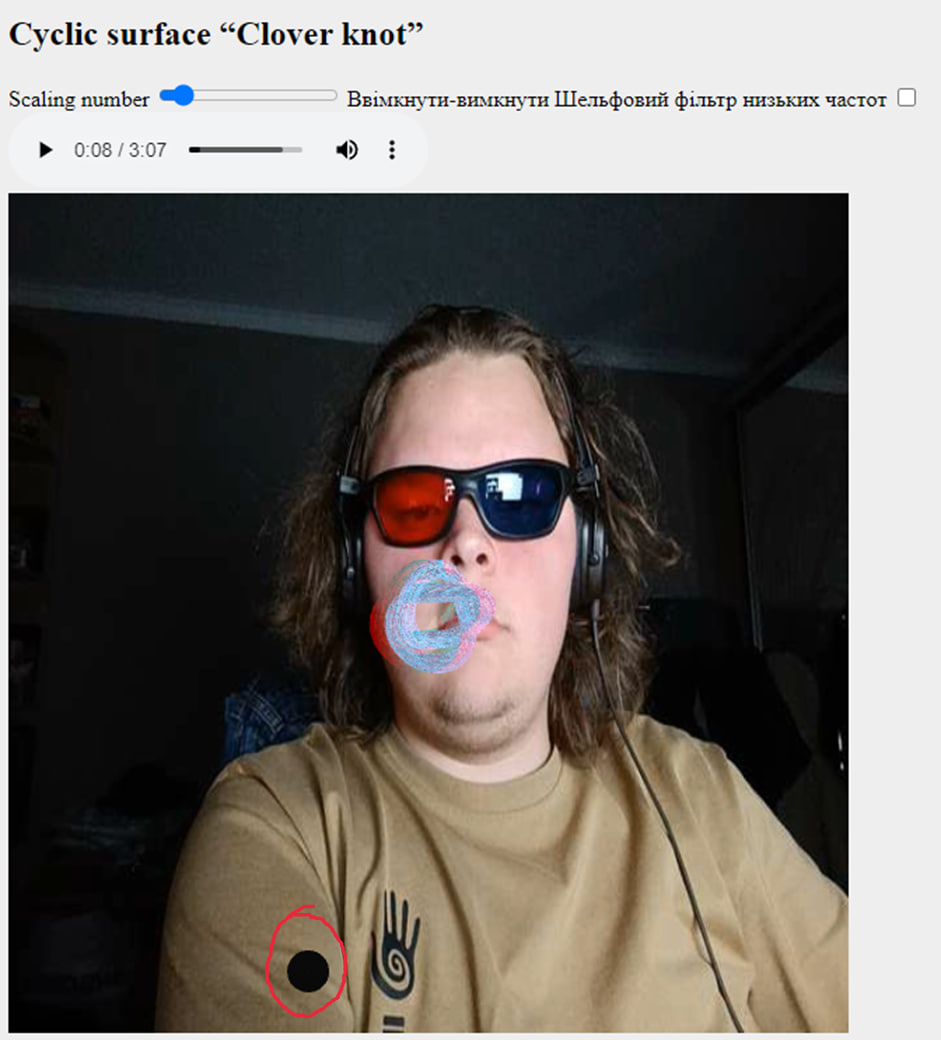 Cyclic surface “Clover knot”
Scaling number Ввімкнути-вимкнути Шельфовий фільтр низьких частот
0:08 / 3:07